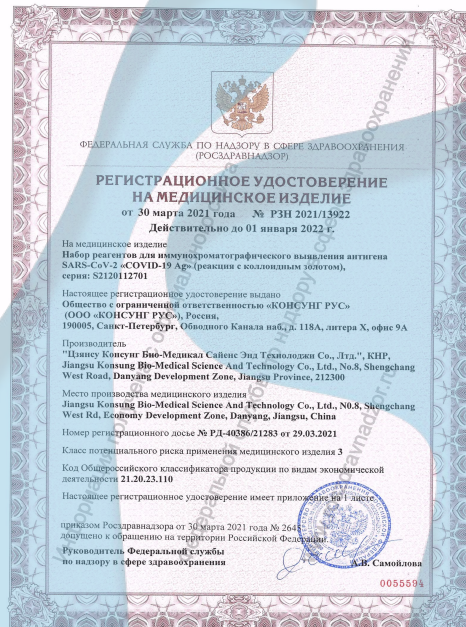 ФЕДЕРАЛЬНАЯ СЛУЖБА ПО НАДЗОРУ В СФЕРЕ ЗДРАВООХРАНЕНИЯ
(РОСЗДРАВНАДЗОР)
РЕГИСТРАЦИОННОЕ УДОСТОВЕРЕНИЕ
НА МЕДИЦИНСКОЕ ИЗДЕЛИЕ
от 30 марта 2021 года № РЗН 2021/13922
Действительно до 01 января 2022 г.
На медицинское изделие
Набор реагентов для иммунохроматографического выявления антигена
SARS-CoV-2 «COVID-19 Ag» (реакция с коллоидным золотом),
серия: S2120112701
Настоящее регистрационное удостоверение выдано
Общество с ограниченной ответственностью «КОНСУНГ РУС»
(ООО «КОНСУНГ РУС»), Россия,
190005, Санкт-Петербург, Обводного Канала наб., д. 118А, литера Х, офис 9А
Производитель
"Цзянсу Консунг Био-Медикал Сайенс Энд Технолоджи Ко., Лтд.", КНР,
Jiangsu Konsung Bio-Medical Science And Technology Co., Ltd., No.8, Shengchang
West Road, Danyang Development Zone, Jiangsu Province, 212300
Место производства медицинского изделия
Jiangsu Konsung Bio-Medical Science And Technology Co., Ltd., N0.8, Shengchang
West Rd, Economy Development Zone, Danyang, Jiangsu, China
Номер регистрационного досье № РД-40386/21283 от 29.03.2021
Класс потенциального риска применения медицинского изделия 3
Код Общероссийского классификатора продукции по видам экономической
деятельности 21.20.23.110
Настоящее регистрационное удостоверение имеет приложение на 1 листе
приказом Росздравнадзора от 30 марта 2021 года № 2645
допущено к обращению на территории Российской Федерации.
Руководитель Федеральной службы
по надзору в сфере здравоохранения
А.В. Самойлова
0055594